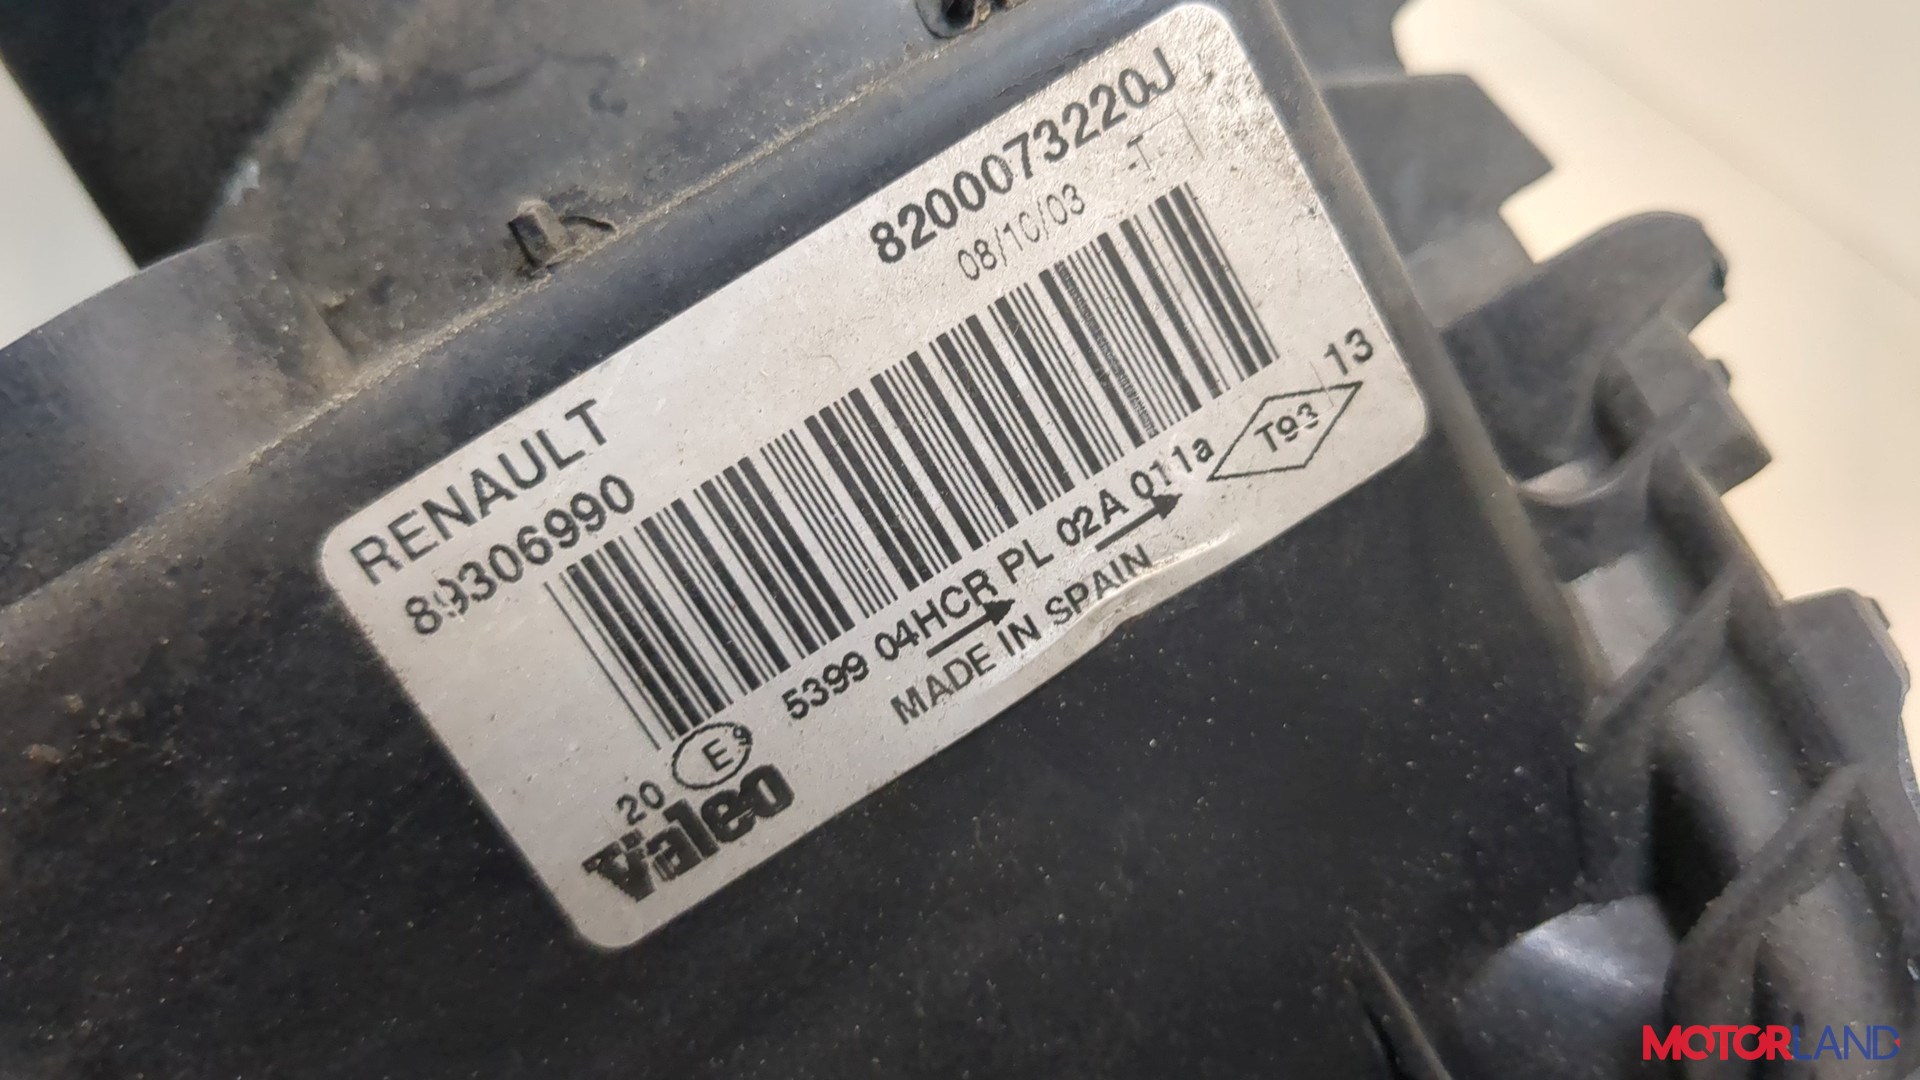 8200073220J
08/10/03 -T-
RENAULT
89306990
13
T93
5399 04HCR PL 02A 011a
MADE IN SPAIN
20 E9
Valeo
MOTORLAND